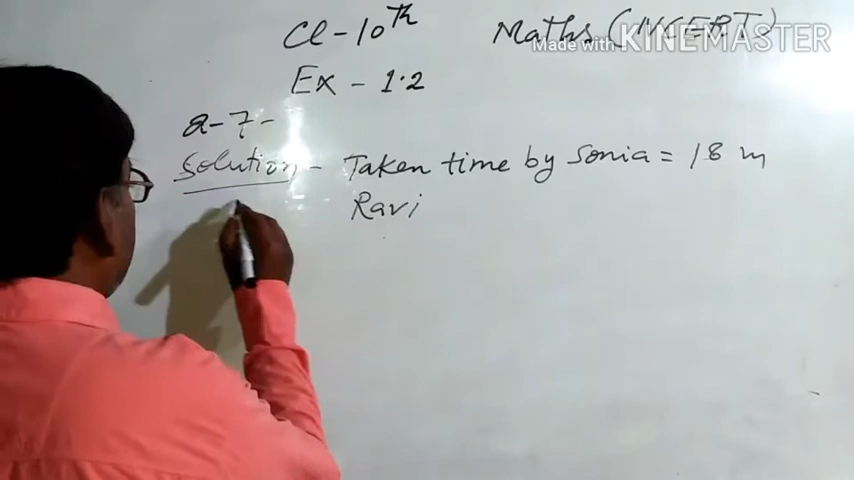 Cl-10th Maths (NCERT)
Made with KINEMASTER
Ex - 1.2
Q-7-
Solution - Taken time by Sonia = 18 m
Ravi